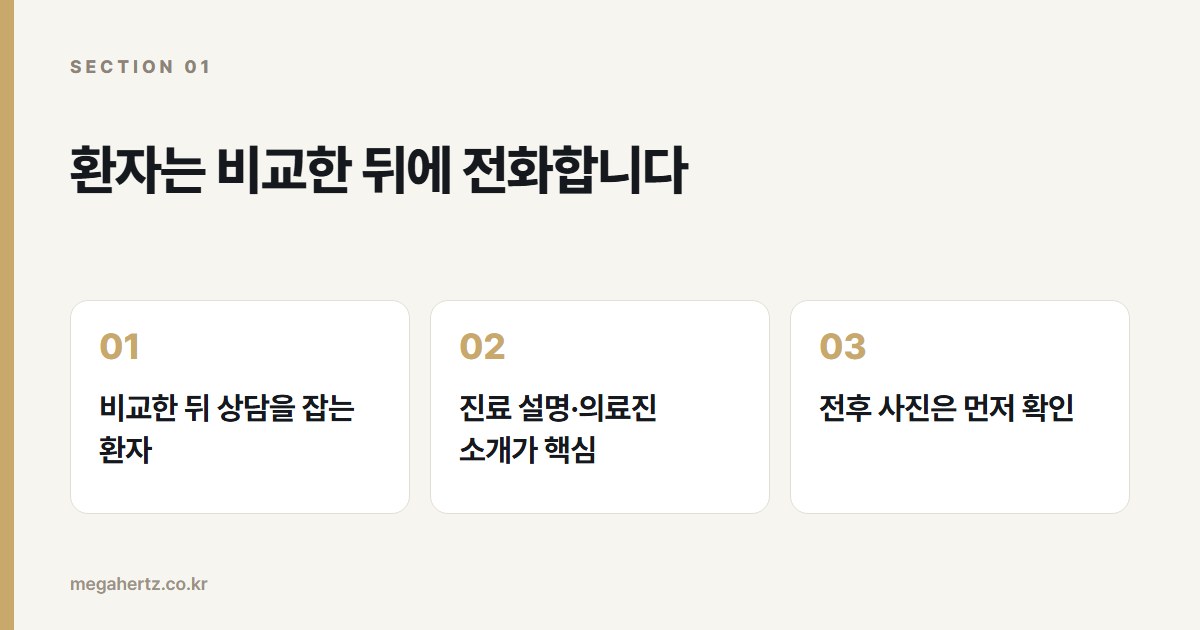 SECTION 01
환자는 비교한 뒤에 전화합니다
01
비교한 뒤 상담을 잡는
환자
02
진료 설명·의료진
소개가 핵심
03
전후 사진은 먼저 확인
megahertz.co.kr